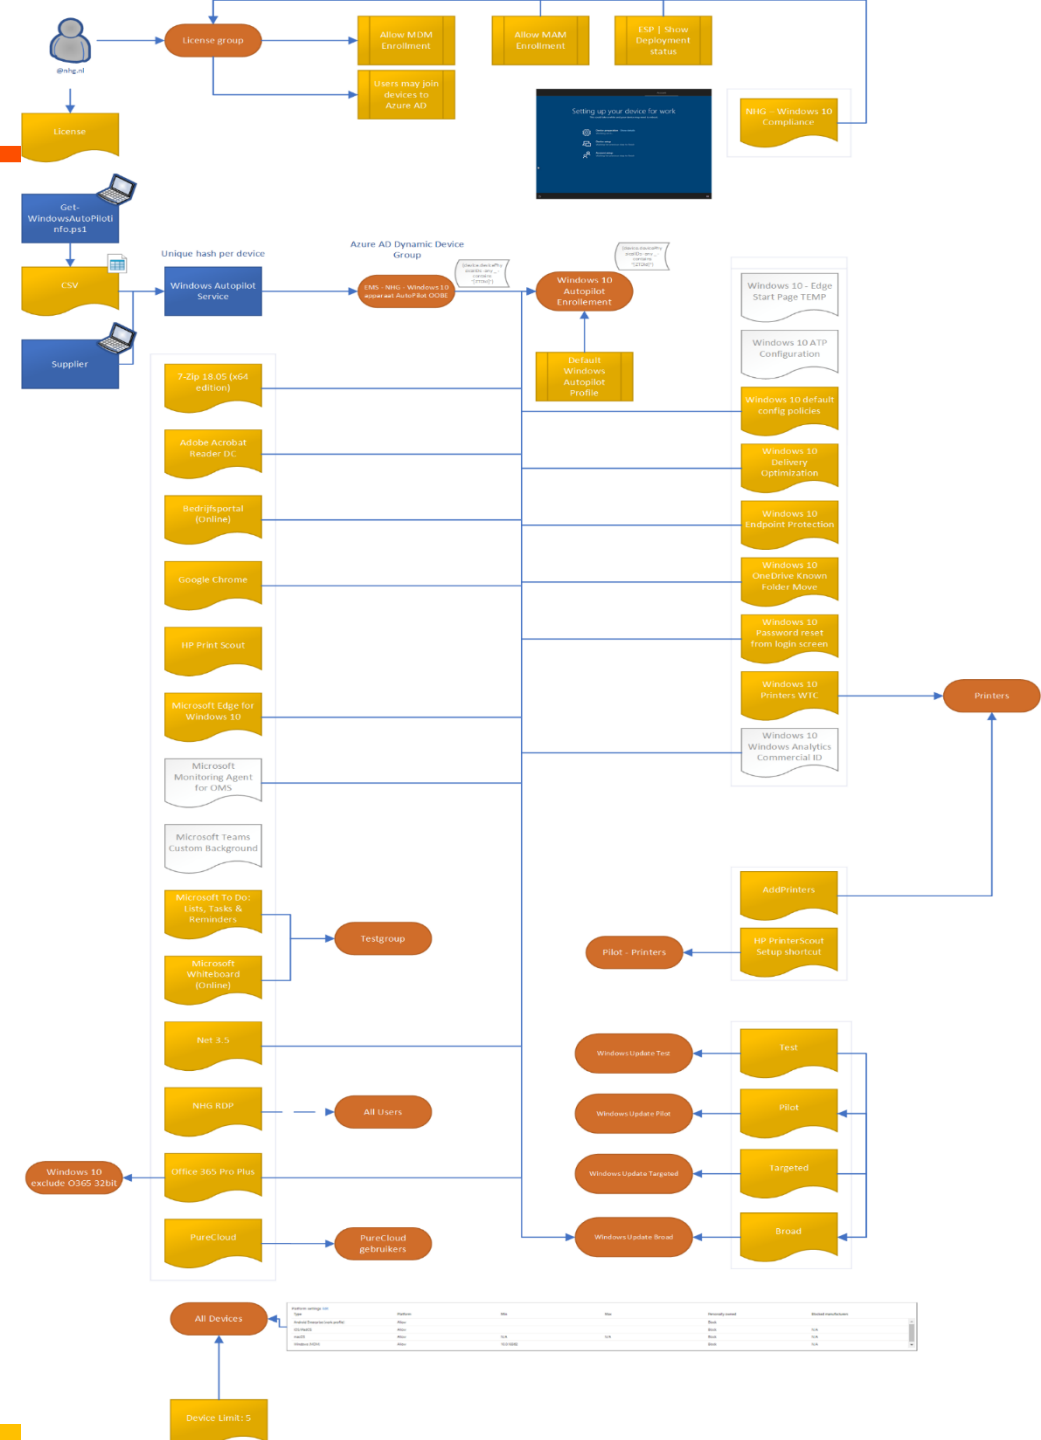 @nhg.nl
License group
Allow MDM
Enrollment
Allow MAM
Enrollment
ESP | Show
Deployment
status
Users may join
devices to
Azure AD
License
Setting up your device for work
NHG - Windows 10
Compliance
Get-
WindowsAutoPiloti
nfo.ps1
CSV
Supplier
Unique hash per device
Windows Autopilot
Service
Azure AD Dynamic Device
Group
EMS - NHG - Windows 10
apparaat AutoPilot OOBE
Windows 10
Autopilot
Enrollement
Default
Windows
Autopilot
Profile
7-Zip 18.05 (x64
edition)
Adobe Acrobat
Reader DC
Bedrijfsportal
(Online)
Google Chrome
HP Print Scout
Microsoft Edge for
Windows 10
Microsoft
Monitoring Agent
for OMS
Microsoft Teams
Custom Background
Microsoft To Do:
Lists, Tasks &
Reminders
Microsoft
Whiteboard
(Online)
Testgroup
Net 3.5
NHG RDP
All Users
Office 365 Pro Plus
Windows 10
exclude O365 32bit
PureCloud
PureCloud
gebruikers
Windows 10 - Edge
Start Page TEMP
Windows 10 ATP
Configuration
Windows 10 default
config policies
Windows 10
Delivery
Optimization
Windows 10
Endpoint Protection
Windows 10
OneDrive Known
Folder Move
Windows 10
Password reset
from login screen
Windows 10
Printers WTC
Printers
Windows 10
Windows Analytics
Commercial ID
AddPrinters
HP PrinterScout
Setup shortcut
Pilot - Printers
Test
Windows Update Test
Pilot
Windows Update Pilot
Targeted
Windows Update Targeted
Broad
Windows Update Broad
All Devices
Device Limit: 5